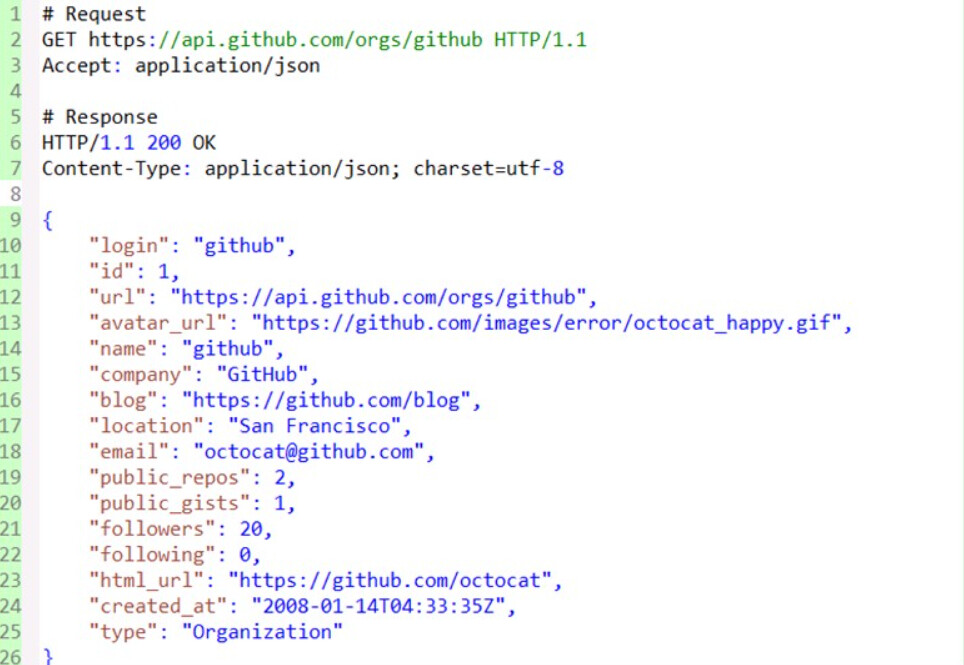 1 # Request
2 GET https://api.github.com/orgs/github HTTP/1.1
3 Accept: application/json
4
5 # Response
6 HTTP/1.1 200 OK
7 Content-Type: application/json; charset=utf-8
8
9 {
10     "login": "github",
11     "id": 1,
12     "url": "https://api.github.com/orgs/github",
13     "avatar_url": "https://github.com/images/error/octocat_happy.gif",
14     "name": "github",
15     "company": "GitHub",
16     "blog": "https://github.com/blog",
17     "location": "San Francisco",
18     "email": "octocat@github.com",
19     "public_repos": 2,
20     "public_gists": 1,
21     "followers": 20,
22     "following": 0,
23     "html_url": "https://github.com/octocat",
24     "created_at": "2008-01-14T04:33:35Z",
25     "type": "Organization"
26 }